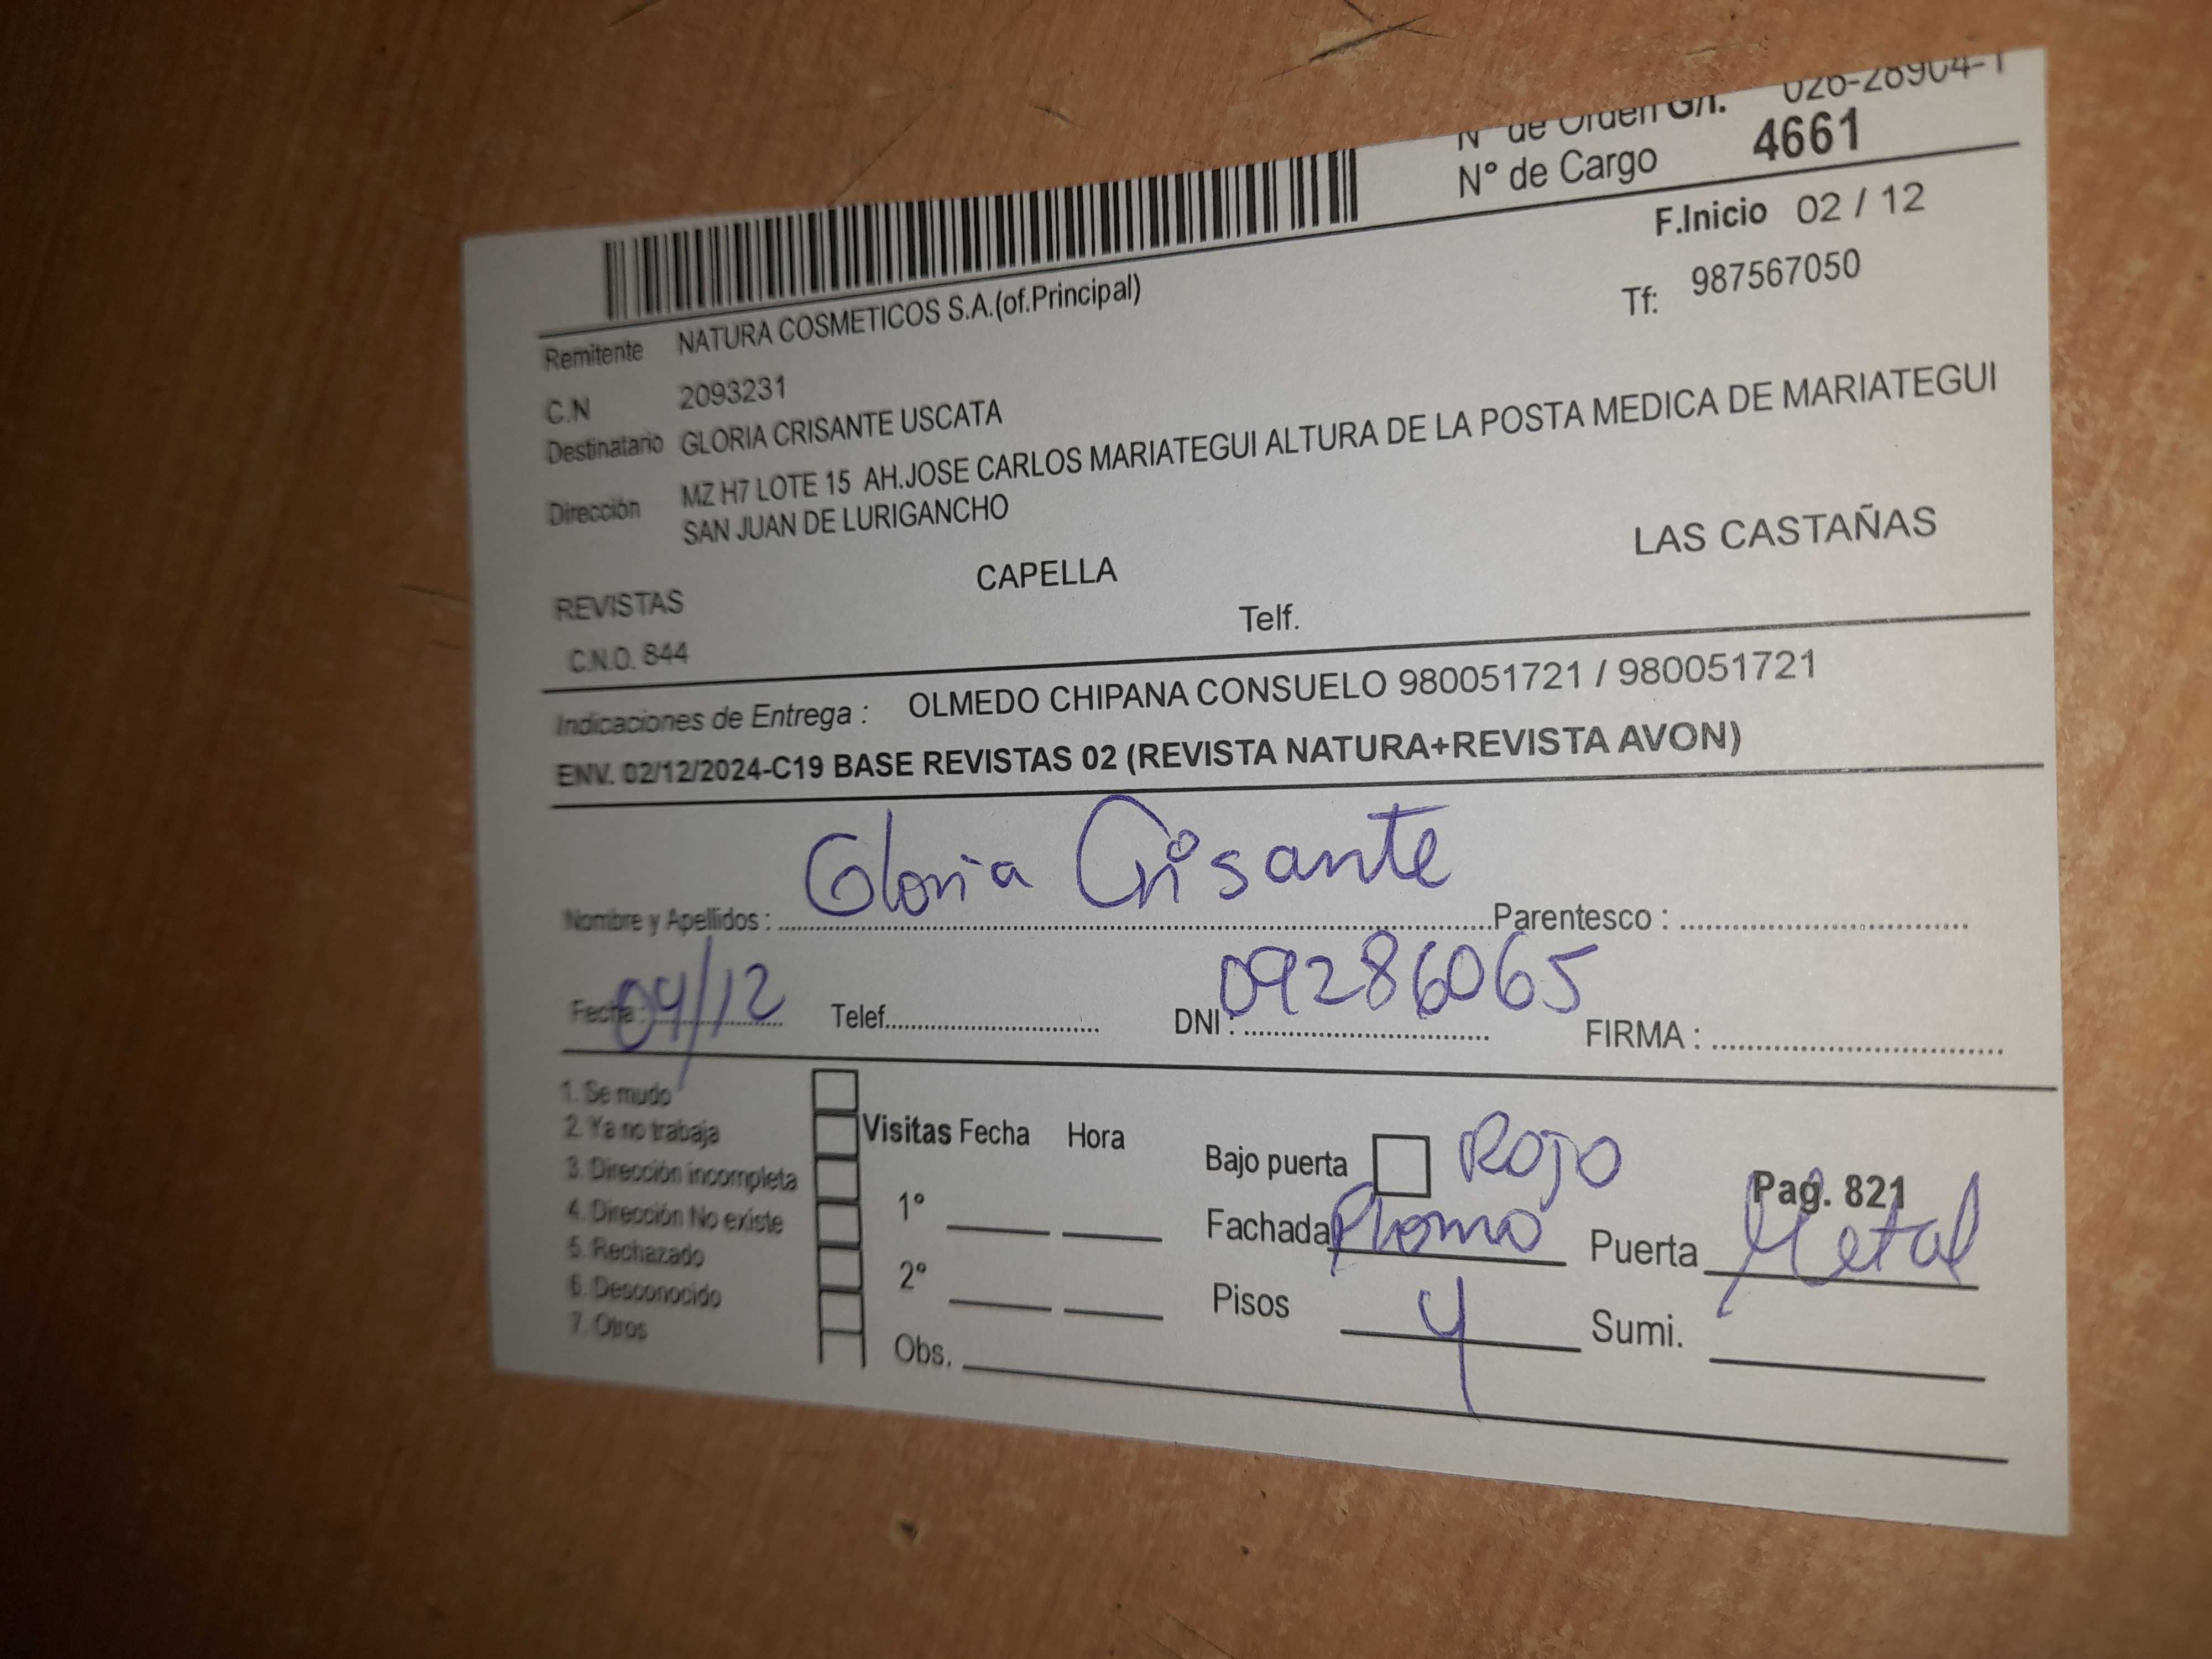 N° de Orden G/I. 026-28904-1
N° de Cargo 4661
F.Inicio 02 / 12
Remitente NATURA COSMETICOS S.A.(of.Principal) Tf: 987567050
C.N 2093231
Destinatario GLORIA CRISANTE USCATA
Dirección MZ H7 LOTE 15 AH.JOSE CARLOS MARIATEGUI ALTURA DE LA POSTA MEDICA DE MARIATEGUI
SAN JUAN DE LURIGANCHO
REVISTAS CAPELLA LAS CASTAÑAS
C.N.O. 844 Telf.
Indicaciones de Entrega : OLMEDO CHIPANA CONSUELO 980051721 / 980051721
ENV. 02/12/2024-C19 BASE REVISTAS 02 (REVISTA NATURA+REVISTA AVON)
Nombre y Apellidos : Gloria Crisante Parentesco :
Fecha : 04/12 Telef. DNI : 09286065 FIRMA :
1. Se mudo
2. Ya no trabaja
3. Dirección incompleta
4. Dirección No existe
5. Rechazado
6. Desconocido
7. Otros
Visitas Fecha Hora
1°
2°
Obs.
Bajo puerta Rojo Pag. 821
Fachada Plomo Puerta Metal
Pisos 4 Sumi.